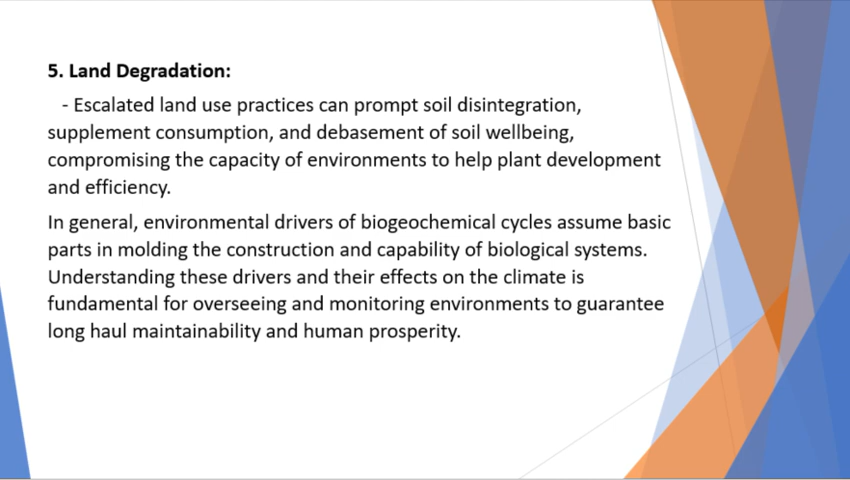 5. Land Degradation:
- Escalated land use practices can prompt soil disintegration,
supplement consumption, and debasement of soil wellbeing,
compromising the capacity of environments to help plant development
and efficiency.
In general, environmental drivers of biogeochemical cycles assume basic
parts in molding the construction and capability of biological systems.
Understanding these drivers and their effects on the climate is
fundamental for overseeing and monitoring environments to guarantee
long haul maintainability and human prosperity.